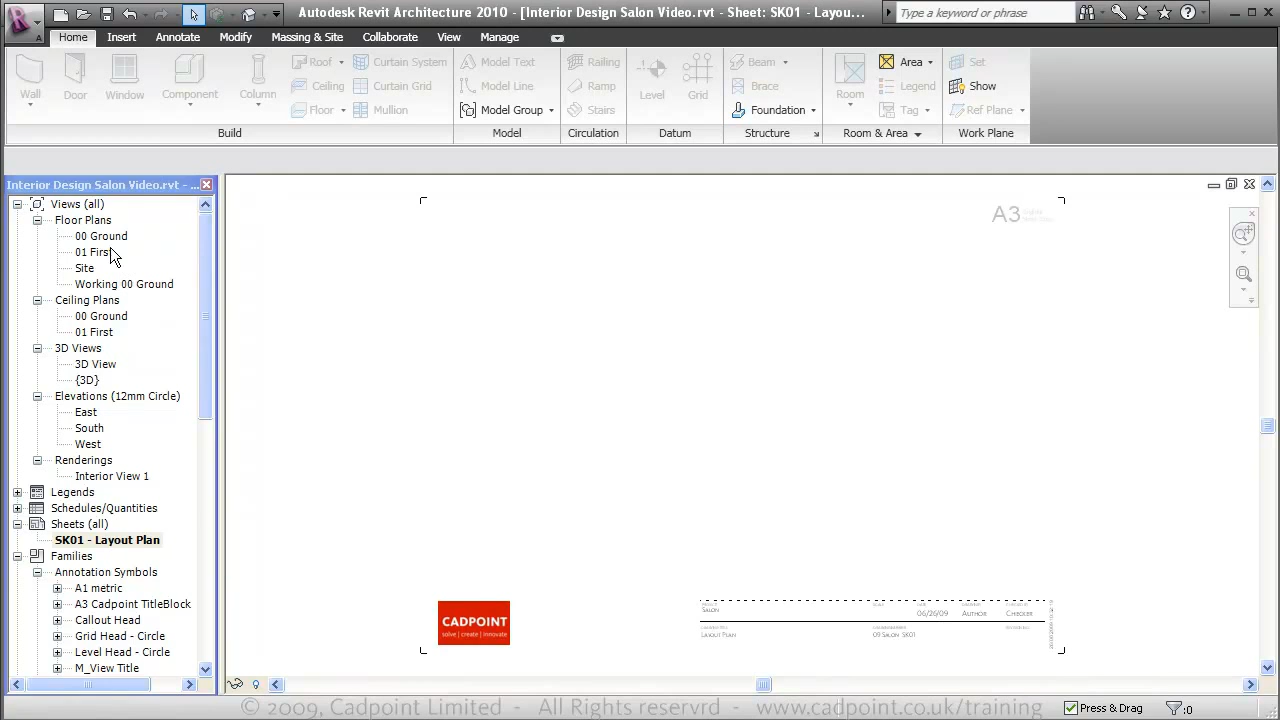 Autodesk Revit Architecture 2010 - [Interior Design Salon Video.rvt - Sheet: SK01 - Layou...
Type a keyword or phrase
Home Insert Annotate Modify Massing & Site Collaborate View Manage
Wall Door Window Component Column
Roof Curtain System
Ceiling Curtain Grid
Floor Mullion
Model Text
Model Line
Model Group
Railing
Ramp
Stairs
Level Grid
Beam
Brace
Foundation
Room
Area
Legend
Tag
Set
Show
Ref Plane
Build Model Circulation Datum Structure Room & Area Work Plane
Interior Design Salon Video.rvt - ...
Views (all)
Floor Plans
00 Ground
01 First
Site
Working 00 Ground
Ceiling Plans
00 Ground
01 First
3D Views
3D View
{3D}
Elevations (12mm Circle)
East
South
West
Renderings
Interior View 1
Legends
Schedules/Quantities
Sheets (all)
SK01 - Layout Plan
Families
Annotation Symbols
A1 metric
A3 Cadpoint TitleBlock
Callout Head
Grid Head - Circle
Level Head - Circle
M_View Title
A3
CADPOINT
solve | create | innovate
Salon
06/26/09 Author Checker
Layout Plan
09 Salon SK01
© 2009, Cadpoint Limited - All Rights reservrd - www.cadpoint.co.uk/training
Press & Drag
:0